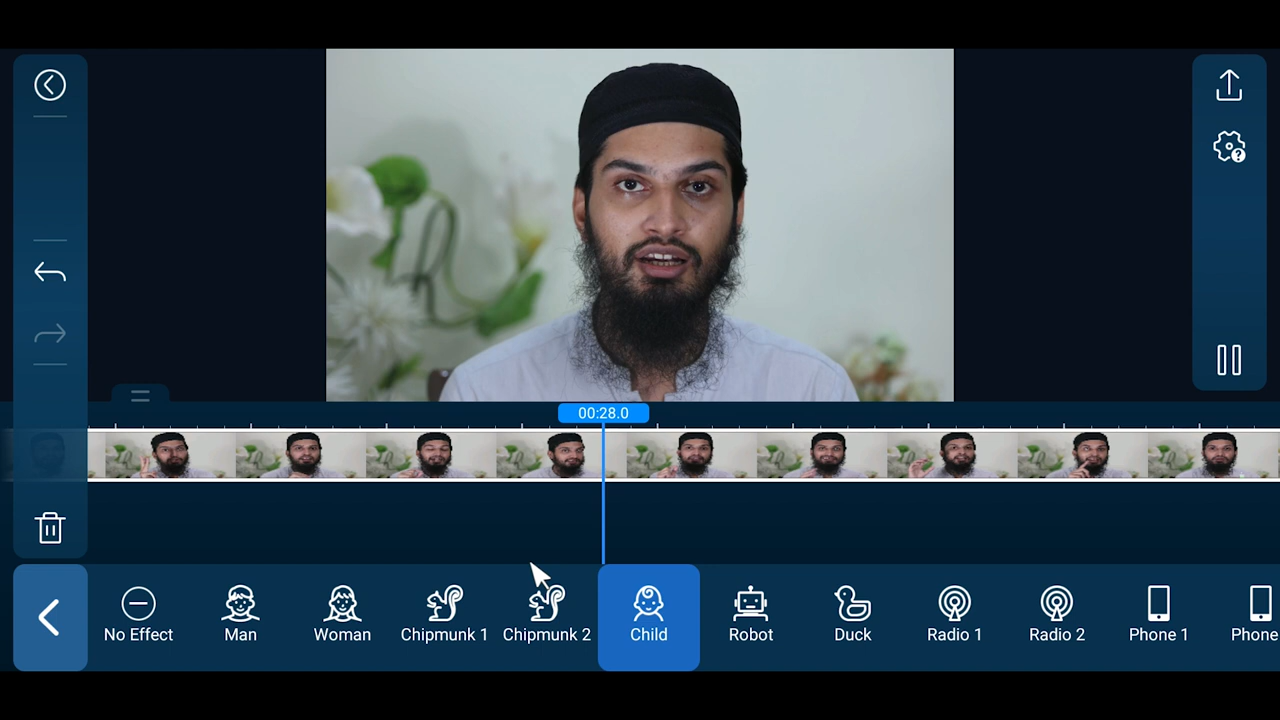 00:28.0
No Effect
Man
Woman
Chipmunk 1
Chipmunk 2
Child
Robot
Duck
Radio 1
Radio 2
Phone 1
Phone